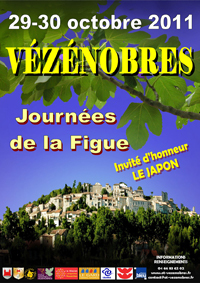 29-30 octobre 2011
VÉZÉNOBRES
Journées
de la Figue
Invité d'honneur
LE JAPON
INFORMATIONS
RENSEIGNEMENTS